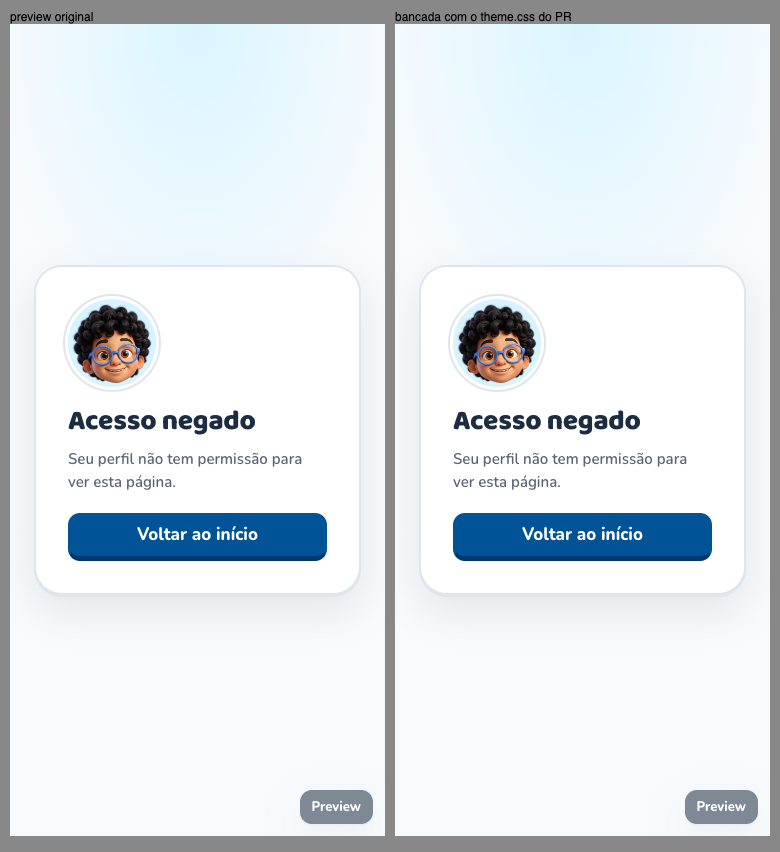 preview original
bancada com o theme.css do PR
Acesso negado
Seu perfil não tem permissão para
ver esta página.
Voltar ao início
Preview
Acesso negado
Seu perfil não tem permissão para
ver esta página.
Voltar ao início
Preview